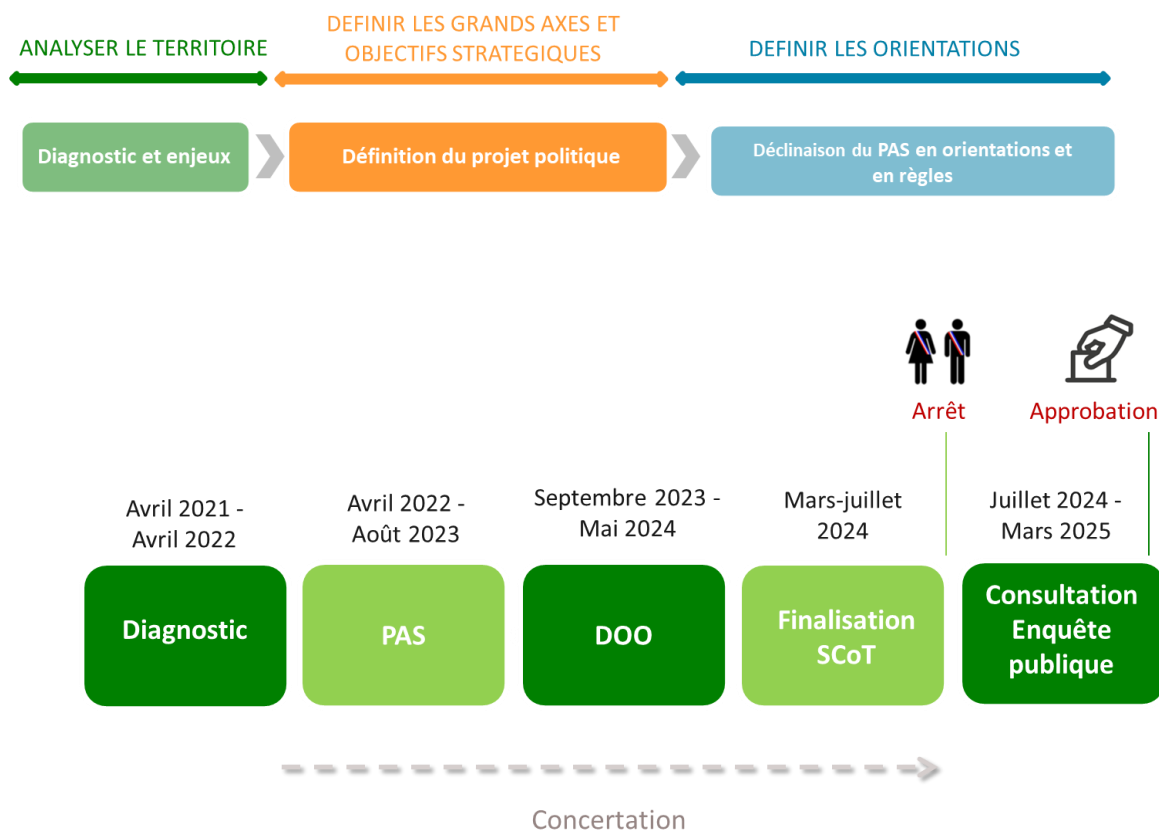 ANALYSER LE TERRITOIRE
DEFINIR LES GRANDS AXES ET
OBJECTIFS STRATEGIQUES
DEFINIR LES ORIENTATIONS
Diagnostic et enjeux
Définition du projet politique
Déclinaison du PAS en orientations et
en règles
Arrêt
Approbation
Avril 2021 -
Avril 2022
Avril 2022 -
Août 2023
Septembre 2023 -
Mai 2024
Mars-juillet
2024
Juillet 2024 -
Mars 2025
Diagnostic
PAS
DOO
Finalisation
SCoT
Consultation
Enquête
publique
Concertation